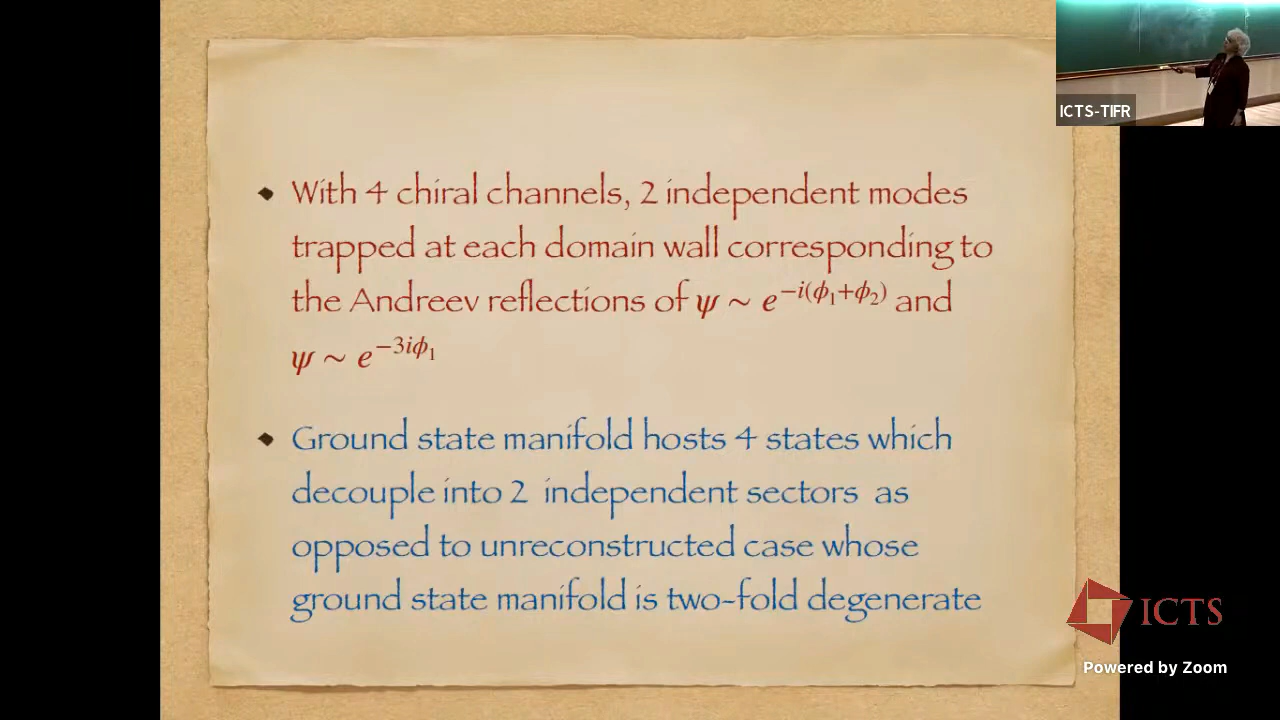 ICTS-TIFR
With 4 chiral channels, 2 independent modes
trapped at each domain wall corresponding to
the Andreev reflections of ψ ~ e^{-i(ϕ₁+ϕ₂)} and
ψ ~ e^{-3iϕ₁}
Ground state manifold hosts 4 states which
decouple into 2 independent sectors as
opposed to unreconstructed case whose
ground state manifold is two-fold degenerate
ICTS
Powered by Zoom